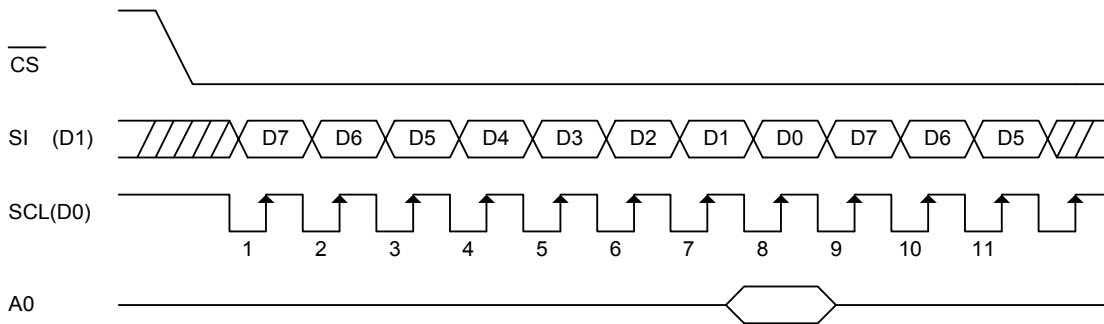 CS
SI (D1) D7 D6 D5 D4 D3 D2 D1 D0 D7 D6 D5
SCL(D0)
1 2 3 4 5 6 7 8 9 10 11
A0